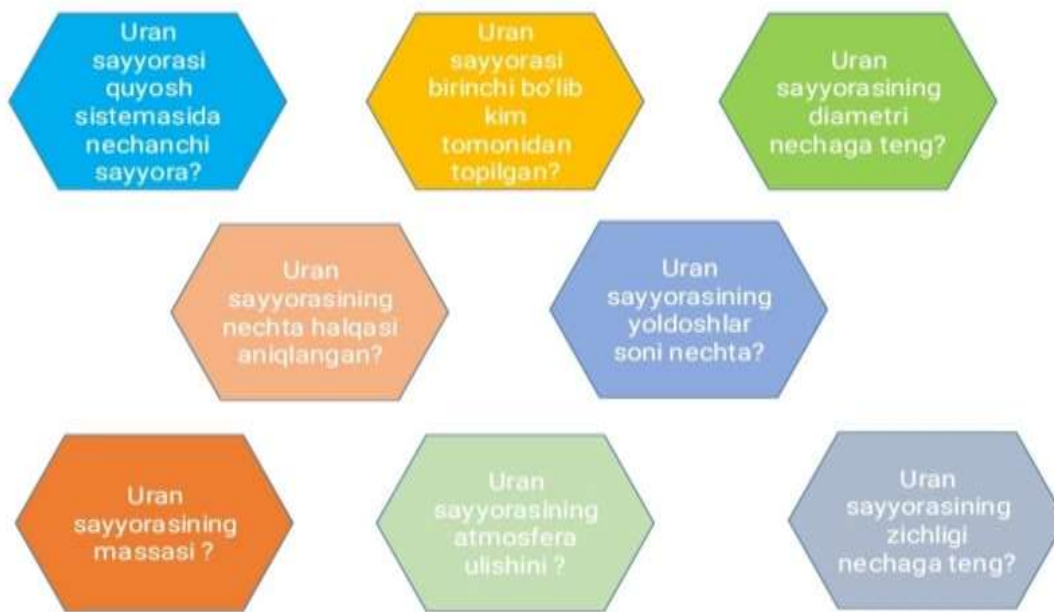 Uran
sayyorasi
quyosh
sistemasida
nechanchi
sayyora?
Uran
sayyorasi
birinchi bo'lib
kim
tomonidan
topilgan?
Uran
sayyorasining
diametri
nechaga teng?
Uran
sayyorasining
nechta halqasi
aniqlangan?
Uran
sayyorasining
yoldoshlar
soni nechta?
Uran
sayyorasining
massasi ?
Uran
sayyorasining
atmosfera
ulishini ?
Uran
sayyorasining
zichligi
nechaga teng?